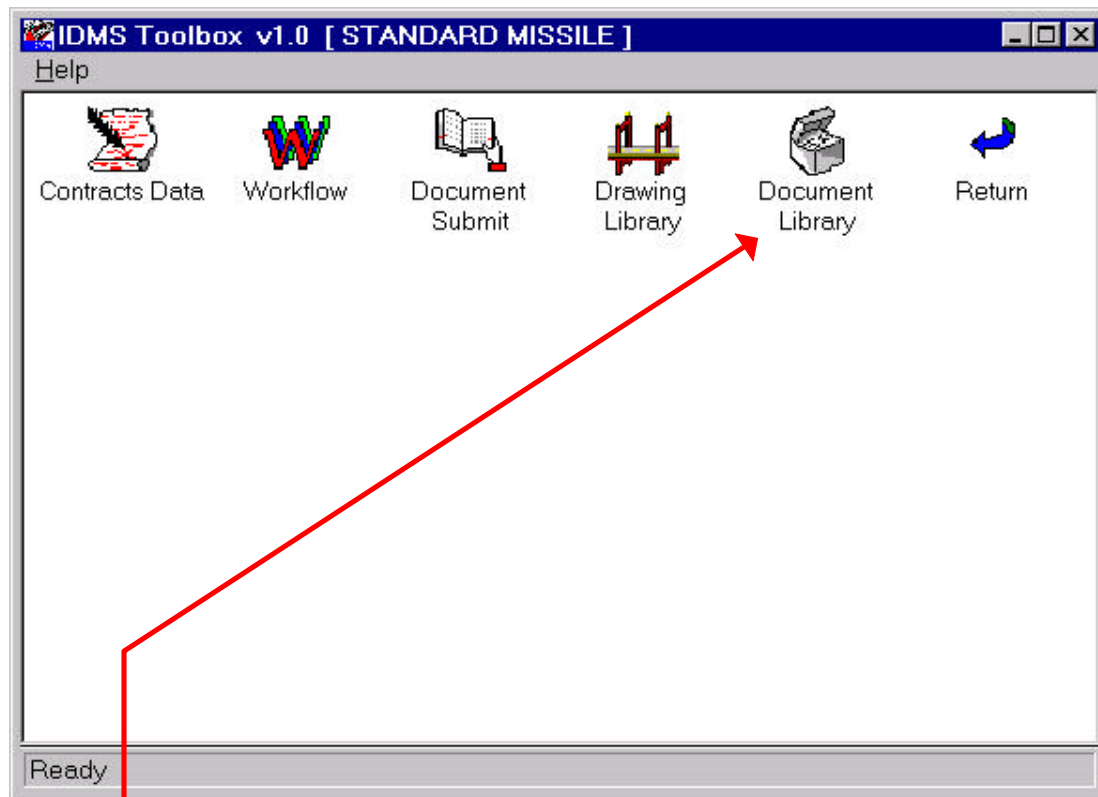 IDMS Toolbox v1.0 [ STANDARD MISSILE ]
Help
Contracts Data
Workflow
Document
Submit
Drawing
Library
Document
Library
Return
Ready